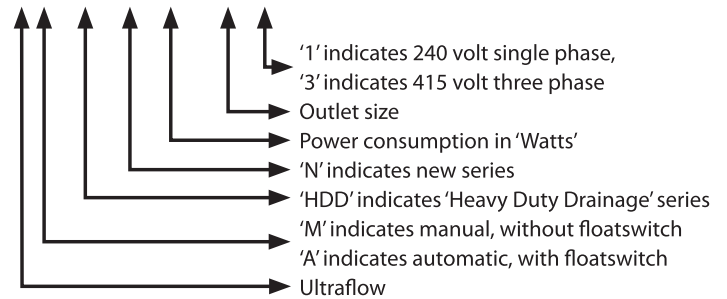 ‘1’ indicates 240 volt single phase,
‘3’ indicates 415 volt three phase
Outlet size
Power consumption in ‘Watts’
‘N’ indicates new series
‘HDD’ indicates ‘Heavy Duty Drainage’ series
‘M’ indicates manual, without floatswitch
‘A’ indicates automatic, with floatswitch
Ultraflow